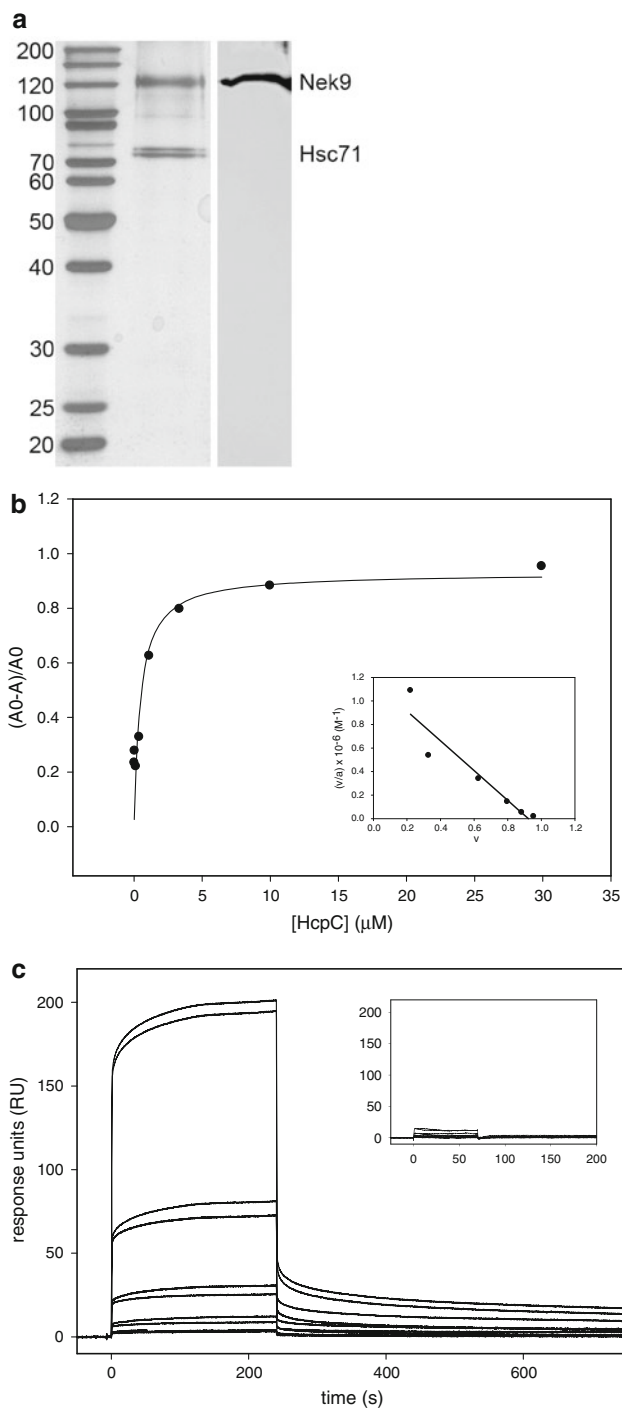 a
200
120
100
70
60
50
40
30
25
20
Nek9
Hsc71
b
(A0-A)/A0
1.2
1.0
0.8
0.6
0.4
0.2
0.0
0 5 10 15 20 25 30 35
[HcpC] (µM)
(v/a) x 10-6 (M-1)
1.2
1.0
0.8
0.6
0.4
0.2
0.0
0.0 0.2 0.4 0.6 0.8 1.0 1.2
v
c
response units (RU)
200
150
100
50
0
0 200 400 600
time (s)
200
150
100
50
0
0 50 100 150 200